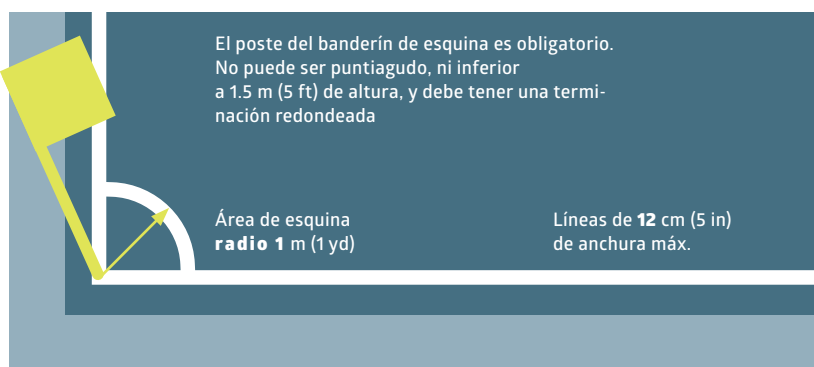 El poste del banderín de esquina es obligatorio.
No puede ser puntiagudo, ni inferior
a 1.5 m (5 ft) de altura, y debe tener una termi-
nación redondeada
Área de esquina
radio 1 m (1 yd)
Líneas de 12 cm (5 in)
de anchura máx.